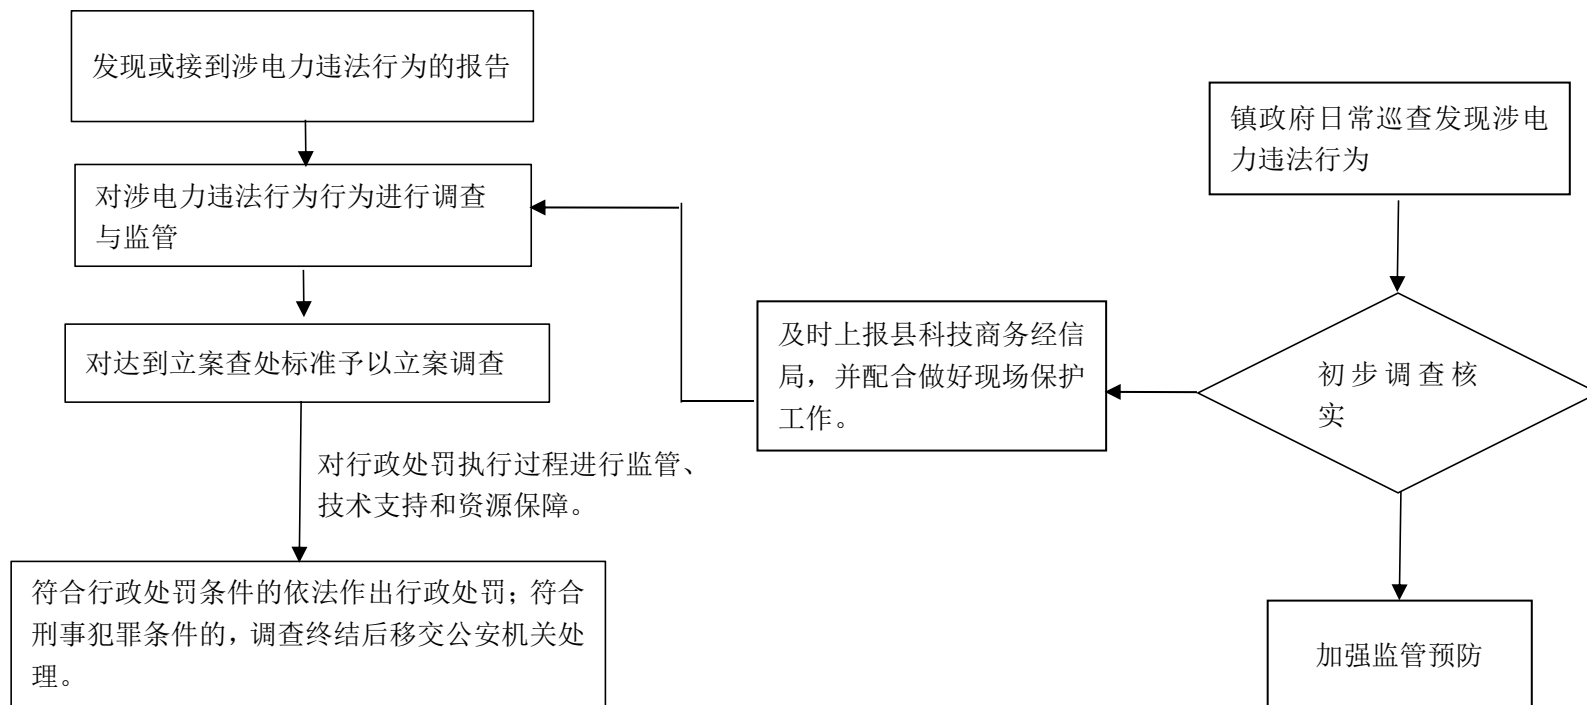 发现或接到涉电力违法行为的报告
对涉电力违法行为行为进行调查
与监管
对达到立案查处标准予以立案调查
对行政处罚执行过程进行监管、
技术支持和资源保障。
符合行政处罚条件的依法作出行政处罚；符合
刑事犯罪条件的，调查终结后移交公安机关处
理。
及时上报县科技商务经信
局，并配合做好现场保护
工作。
镇政府日常巡查发现涉电
力违法行为
初步调查核
实
加强监管预防